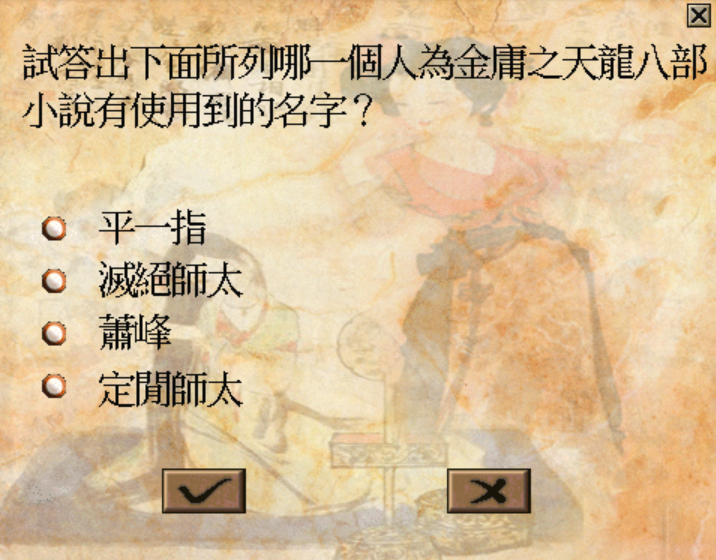 試答出下面所列哪一個人為金庸之天龍八部
小說有使用到的名字？
平一指
滅絕師太
蕭峰
定閒師太